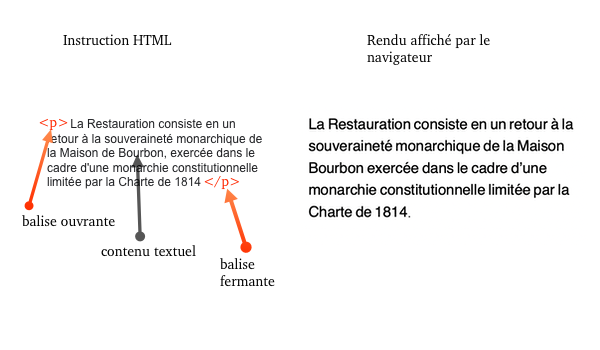 Instruction HTML
Rendu affiché par le
navigateur
<p> La Restauration consiste en un
retour à la souveraineté monarchique de
la Maison de Bourbon, exercée dans le
cadre d'une monarchie constitutionnelle
limitée par la Charte de 1814 </p>
balise ouvrante
contenu textuel
balise
fermante
La Restauration consiste en un retour à la
souveraineté monarchique de la Maison
Bourbon exercée dans le cadre d'une
monarchie constitutionnelle limitée par la
Charte de 1814.